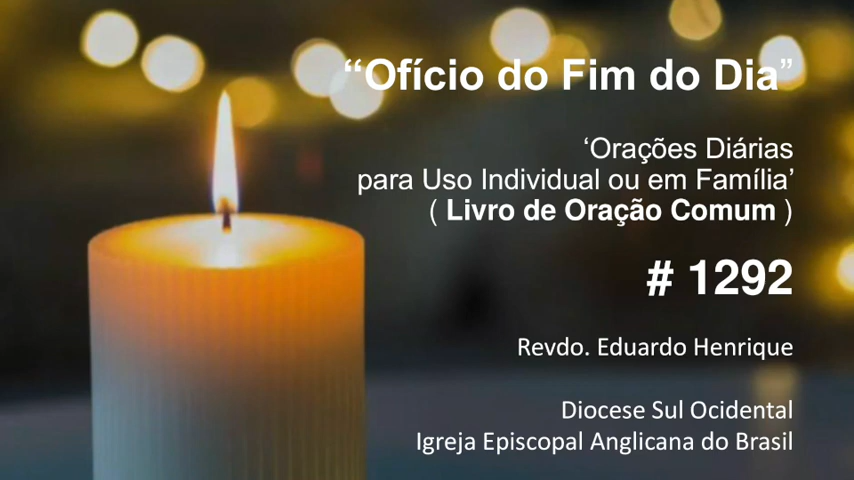 “Ofício do Fim do Dia”
‘Orações Diárias
para Uso Individual ou em Família’
( Livro de Oração Comum )
# 1292
Revdo. Eduardo Henrique
Diocese Sul Ocidental
Igreja Episcopal Anglicana do Brasil